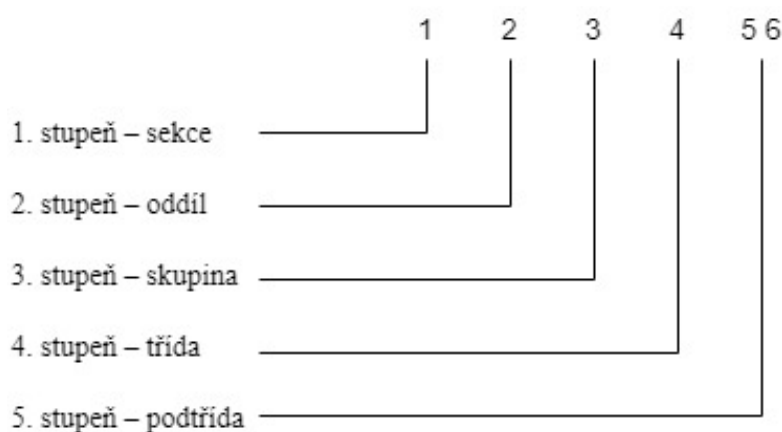 1 2 3 4 5 6
1. stupeň – sekce
2. stupeň – oddíl
3. stupeň – skupina
4. stupeň – třída
5. stupeň – podtřída